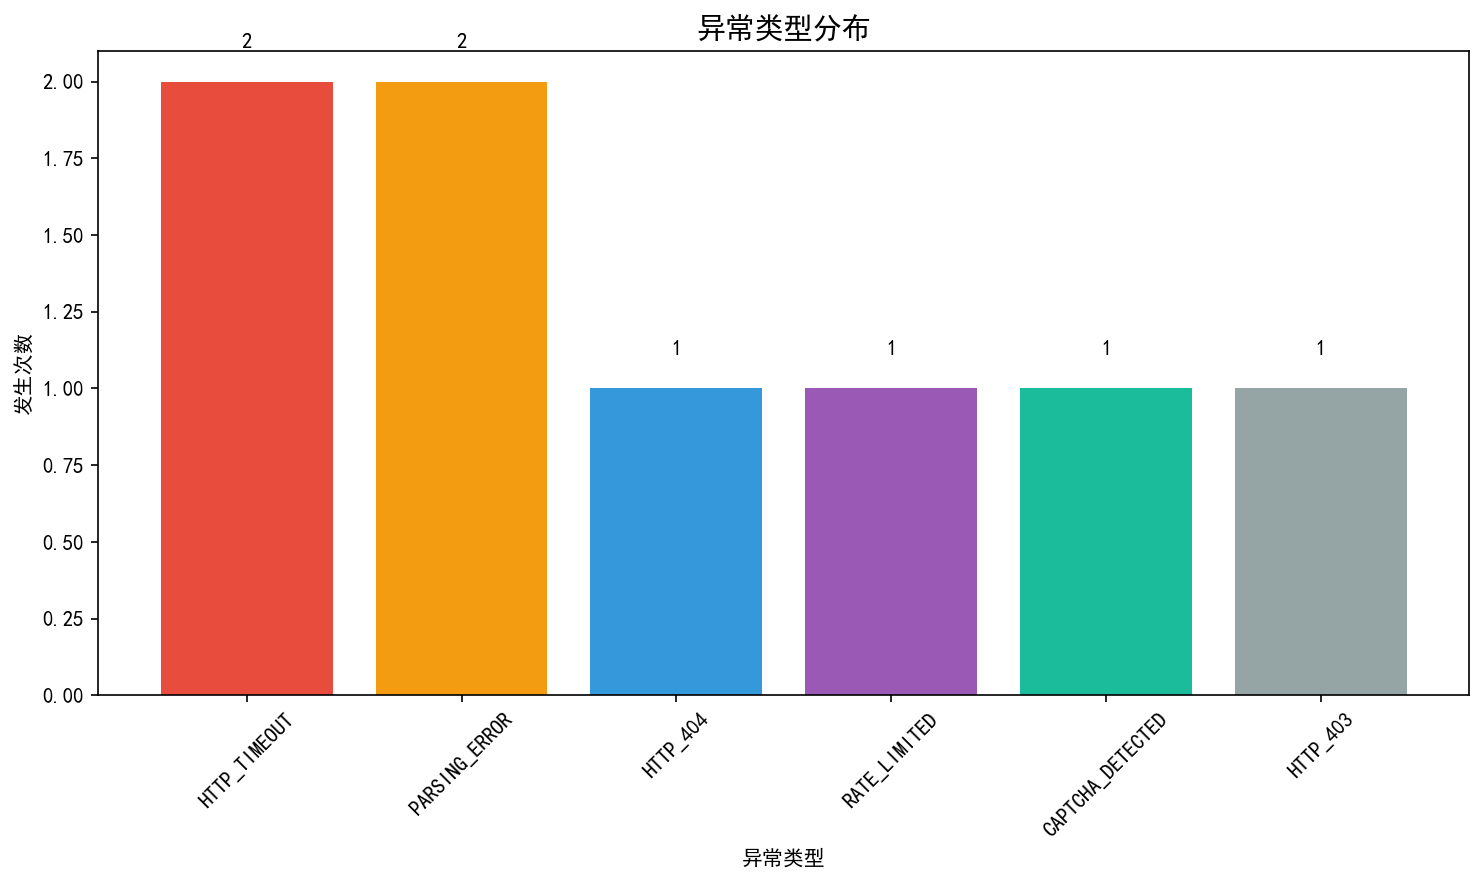 异常类型分布
2 2
2.00
1.75
1.50
1.25
1 1 1 1
1.00
0.75
0.50
0.25
0.00
发生次数
HTTP_TIMEOUT
PARSING_ERROR
HTTP_404
RATE_LIMITED
CAPTCHA_DETECTED
HTTP_403
异常类型